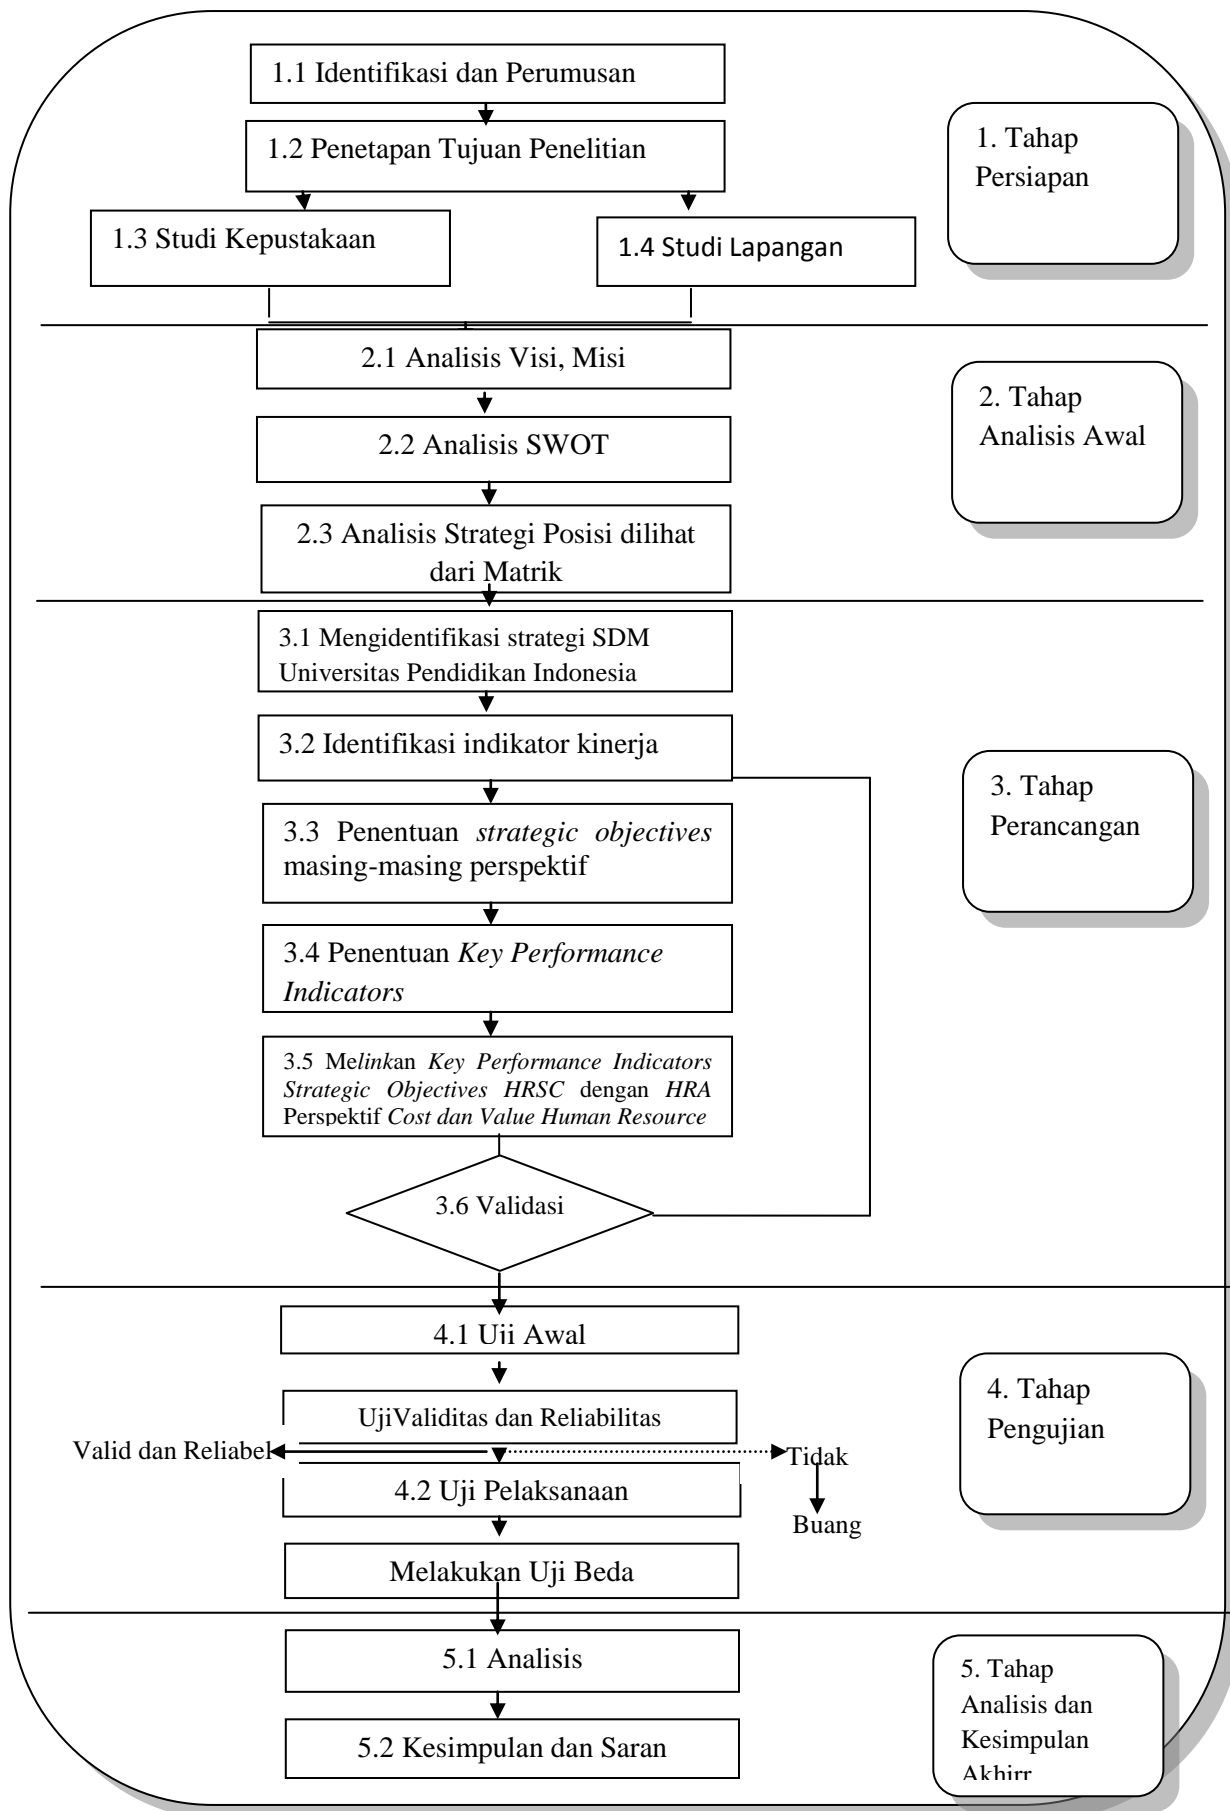 1.1 Identifikasi dan Perumusan
1.2 Penetapan Tujuan Penelitian
1. Tahap
Persiapan
1.3 Studi Kepustakaan
1.4 Studi Lapangan
2.1 Analisis Visi, Misi
2.2 Analisis SWOT
2. Tahap
Analisis Awal
2.3 Analisis Strategi Posisi dilihat
dari Matrik
3.1 Mengidentifikasi strategi SDM
Universitas Pendidikan Indonesia
3.2 Identifikasi indikator kinerja
3. Tahap
Perancangan
3.3 Penentuan strategic objectives
masing-masing perspektif
3.4 Penentuan Key Performance
Indicators
3.5 Melinkan Key Performance Indicators
Strategic Objectives HRSC dengan HRA
Perspektif Cost dan Value Human Resource
3.6 Validasi
4.1 Uji Awal
4. Tahap
Pengujian
UjiValiditas dan Reliabilitas
Valid dan Reliabel
Tidak
4.2 Uji Pelaksanaan
Buang
Melakukan Uji Beda
5.1 Analisis
5. Tahap
Analisis dan
Kesimpulan
Akhirr
5.2 Kesimpulan dan Saran